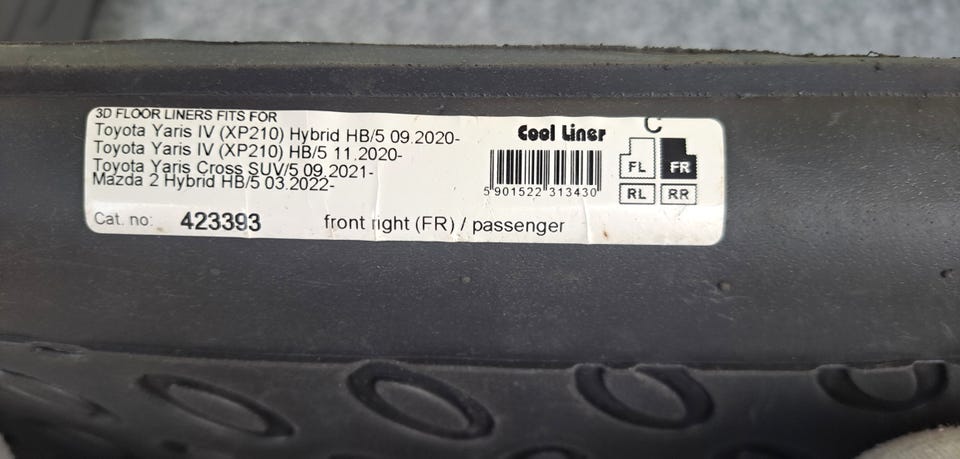 3D FLOOR LINERS FITS FOR
Toyota Yaris IV (XP210) Hybrid HB/5 09.2020-
Toyota Yaris IV (XP210) HB/5 11.2020-
Toyota Yaris Cross SUV/5 09.2021-
Mazda 2 Hybrid HB/5 03.2022-
Cat. no: 423393
front right (FR) / passenger
Cool Liner
5 901522 313430
C
FL FR
RL RR